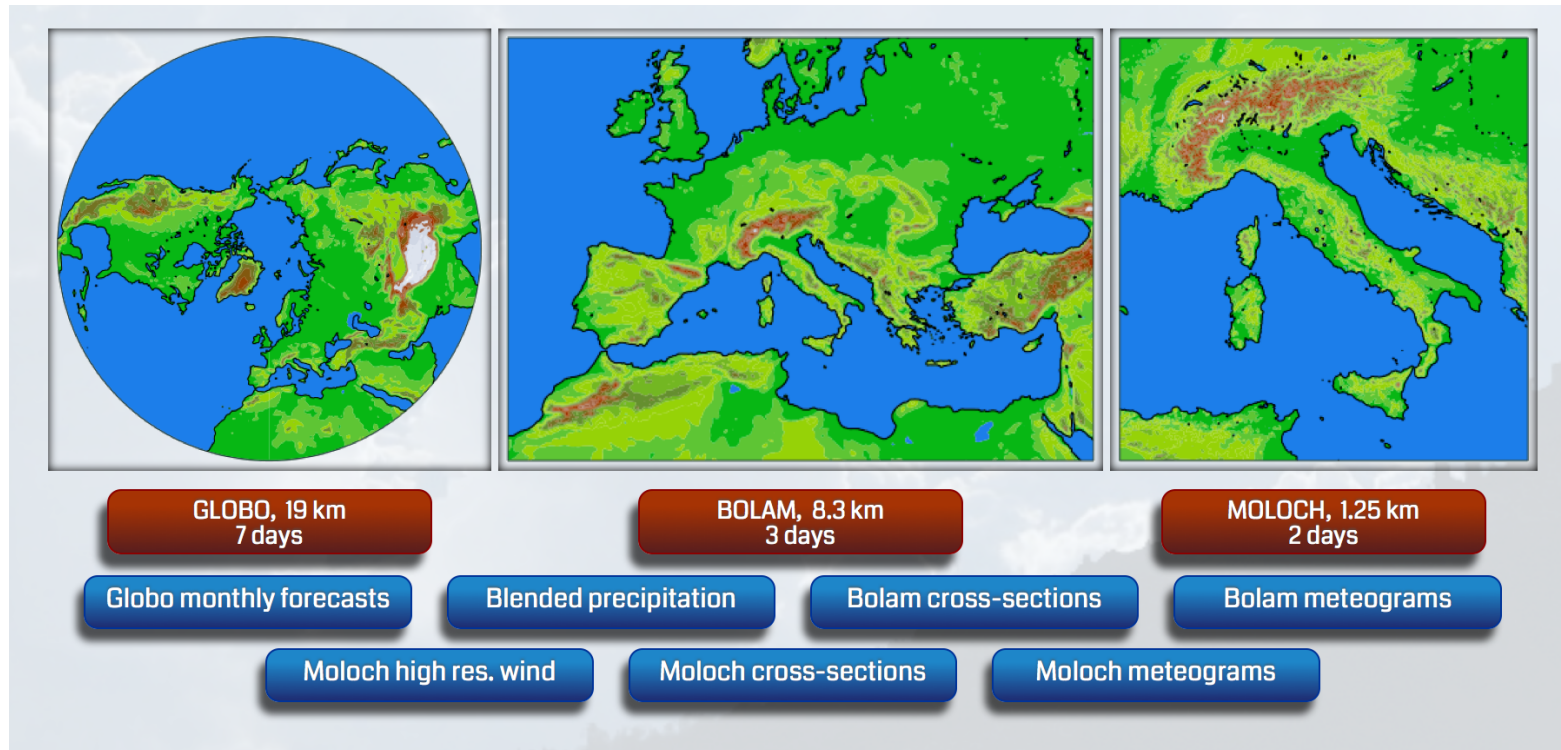 GLOBO, 19 km
7 days
BOLAM, 8.3 km
3 days
MOLOCH, 1.25 km
2 days
Globo monthly forecasts
Blended precipitation
Bolam cross-sections
Bolam meteograms
Moloch high res. wind
Moloch cross-sections
Moloch meteograms